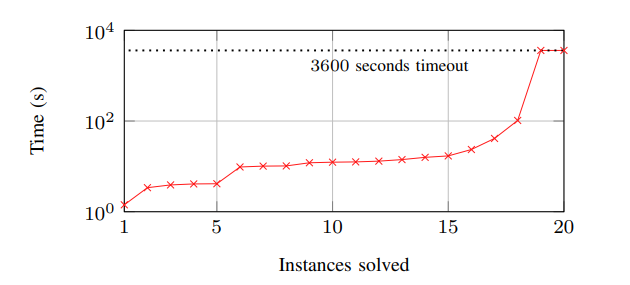 10^4
3600 seconds timeout
Time (s)
10^2
10^0
1 5 10 15 20
Instances solved